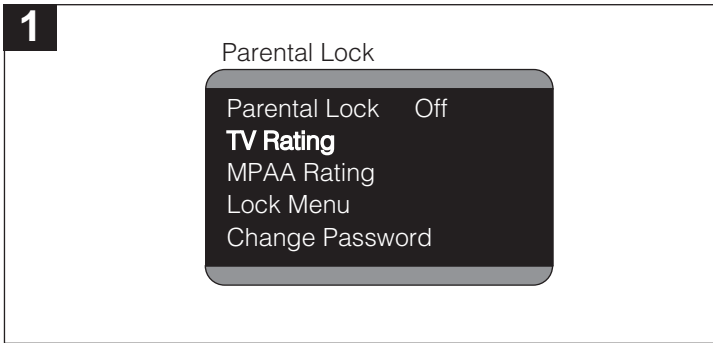 1
Parental Lock
Parental Lock Off
TV Rating
MPAA Rating
Lock Menu
Change Password